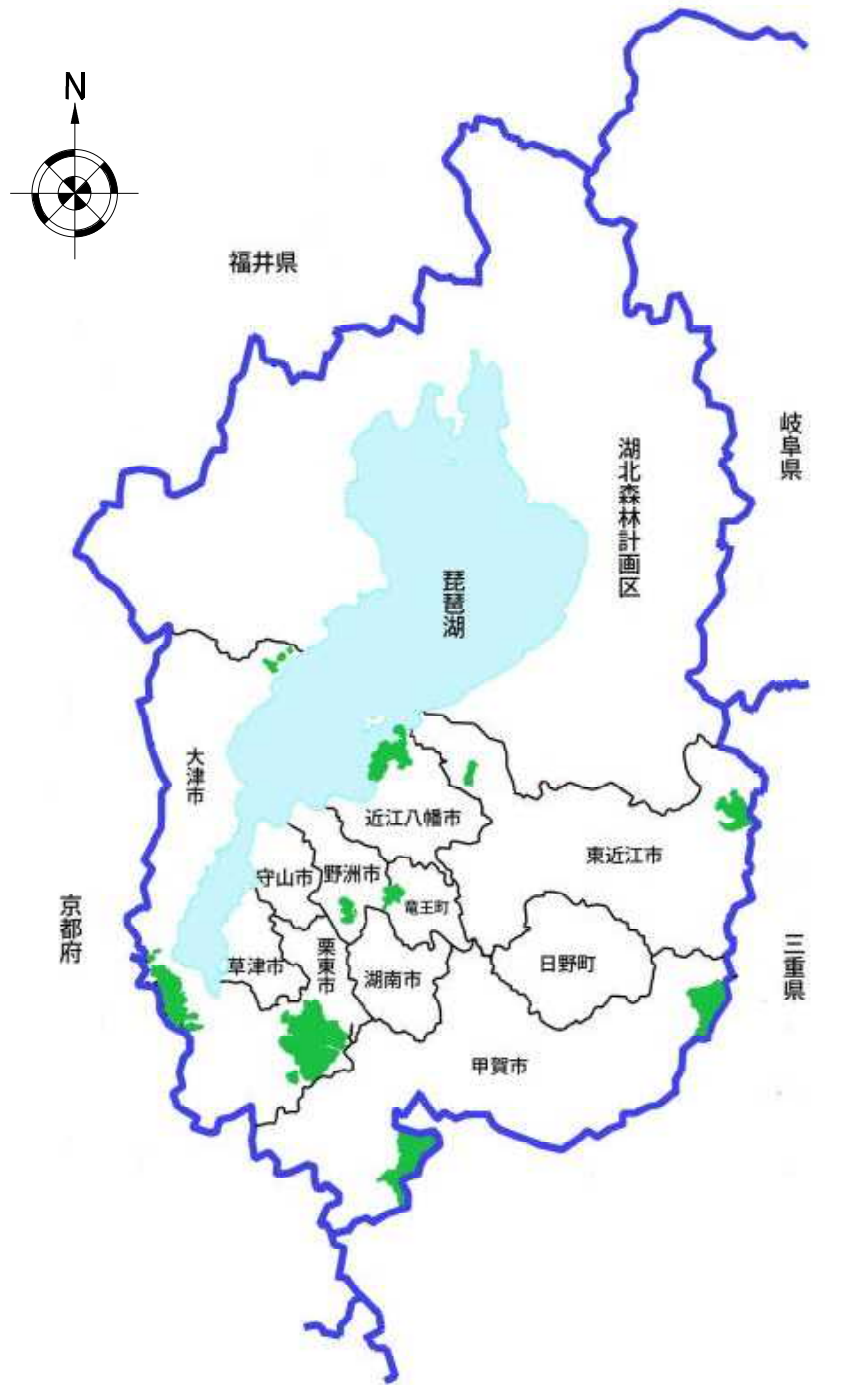 N
福井県
岐阜県
湖北森林計画区
琵琶湖
大津市
近江八幡市
東近江市
守山市
野洲市
竜王町
京都府
草津市
栗東市
湖南市
日野町
三重県
甲賀市